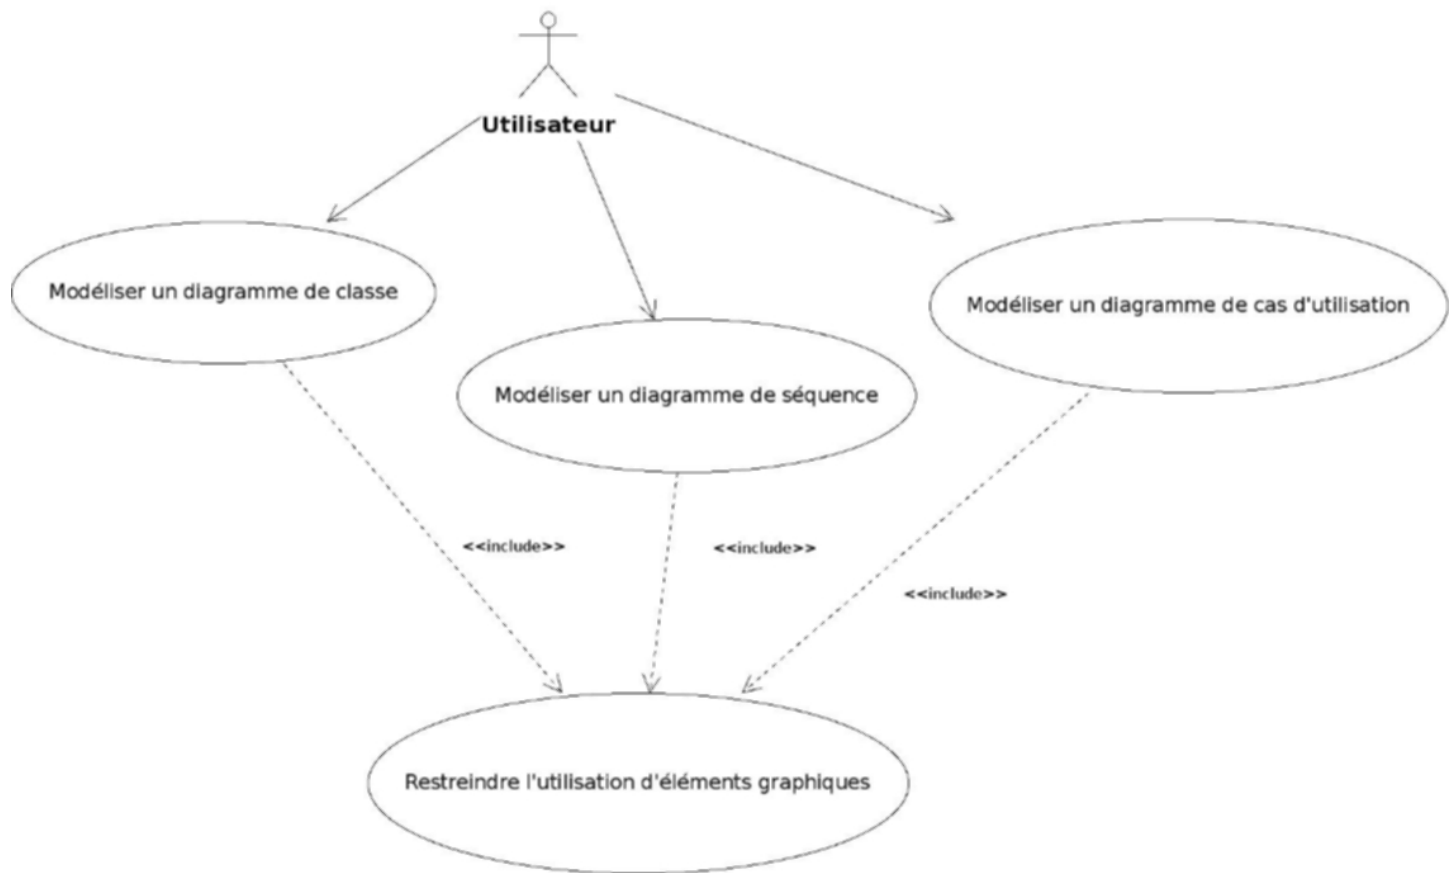 Utilisateur
Modéliser un diagramme de classe
Modéliser un diagramme de cas d'utilisation
Modéliser un diagramme de séquence
<<include>>
<<include>>
<<include>>
Restreindre l'utilisation d'éléments graphiques